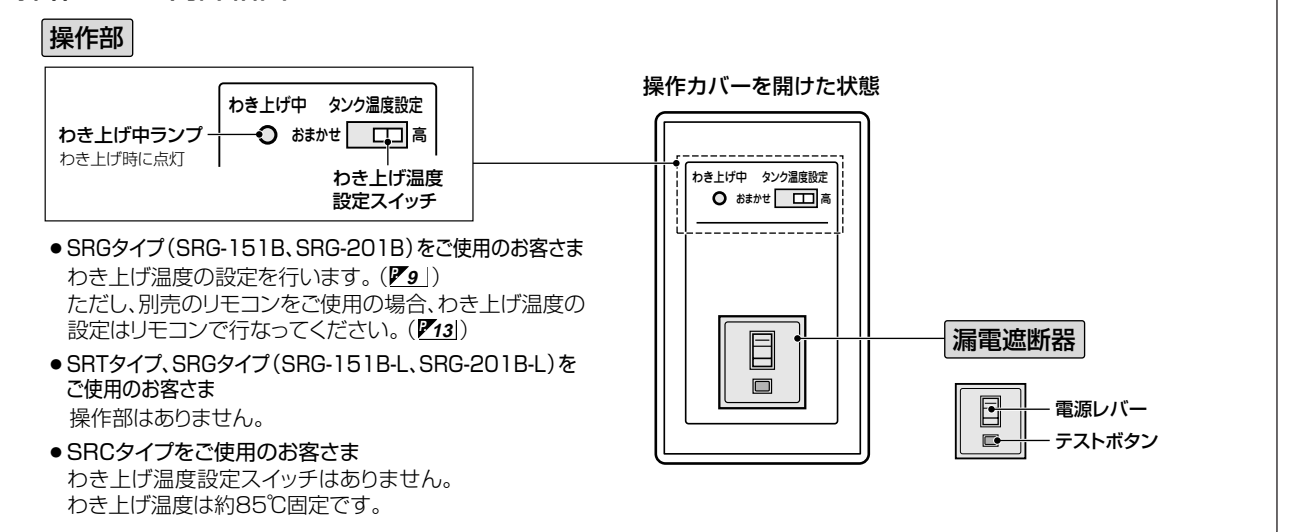 操作部
わき上げ中 タンク温度設定
わき上げ中ランプ
おまかせ 高
わき上げ時に点灯
わき上げ温度
設定スイッチ
●SRGタイプ(SRG-151B、SRG-201B)をご使用のお客さま
わき上げ温度の設定を行います。(P9)
ただし、別売のリモコンをご使用の場合、わき上げ温度の
設定はリモコンで行なってください。(P13)
●SRTタイプ、SRGタイプ(SRG-151B-L、SRG-201B-L)を
ご使用のお客さま
操作部はありません。
●SRCタイプをご使用のお客さま
わき上げ温度設定スイッチはありません。
わき上げ温度は約85℃固定です。
操作カバーを開けた状態
わき上げ中 タンク温度設定
おまかせ 高
漏電遮断器
電源レバー
テストボタン